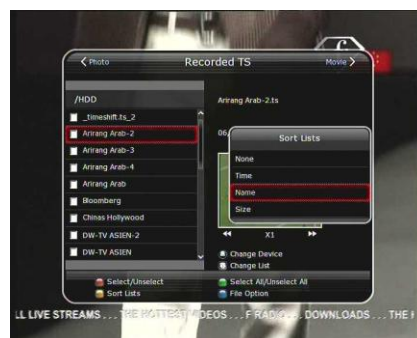 Photo
Recorded TS
Movie
/HDD
Arirang Arab-2.ts
_timeshift.ts_2
Arirang Arab-2
06
Arirang Arab-3
Arirang Arab-4
Arirang Arab
Bloomberg
Chinas Hollywood
DW-TV ASIEN-2
DW-TV ASIEN
Sort Lists
None
Time
Name
Size
X1
Change Device
Change List
Select/Unselect
Select All/Unselect All
Sort Lists
File Option
LL LIVE STREAMS . . . THE HOTTEST DEOS . . . F RADIO . . . DOWNLOADS . . . THE